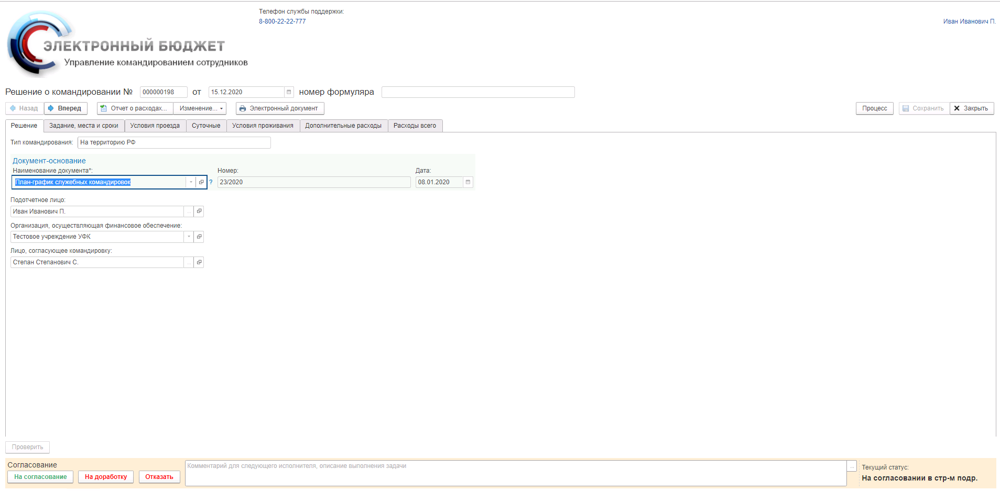 Телефон службы поддержки:
8-800-22-22-777
Иван Иванович П.
ЭЛЕКТРОННЫЙ БЮДЖЕТ
Управление командированием сотрудников
Решение о командировании № 000000198 от 15.12.2020 номер формуляра
Назад Вперед Отчет о расходах... Изменение... Электронный документ Процесс Сохранить Закрыть
Решение Задание, места и сроки Условия проезда Суточные Условия проживания Дополнительные расходы Расходы всего
Тип командирования: На территорию РФ
Документ-основание
Наименование документа*: Номер: Дата:
План-график служебных командировок ? 23/2020 08.01.2020
Подотчетное лицо:
Иван Иванович П. ...
Организация, осуществляющая финансовое обеспечение:
Тестовое учреждение УФК
Лицо, согласующее командировку:
Степан Степанович С. ...
Проверить
Согласование
На согласование На доработку Отказать
Комментарий для следующего исполнителя, описание выполнения задачи ...
Текущий статус:
На согласовании в стр-м подр.